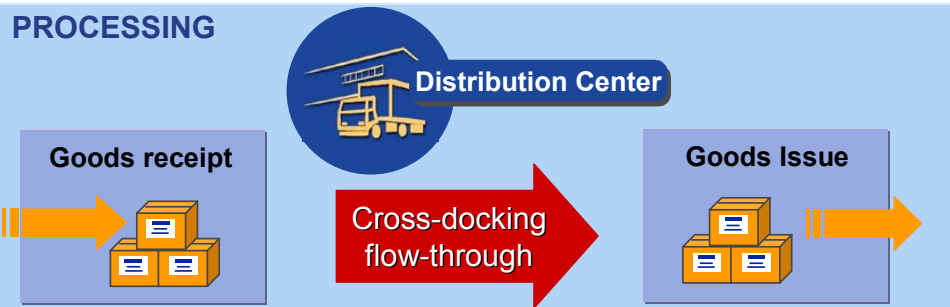 PROCESSING
Distribution Center
Goods receipt
Goods Issue
Cross-docking
flow-through